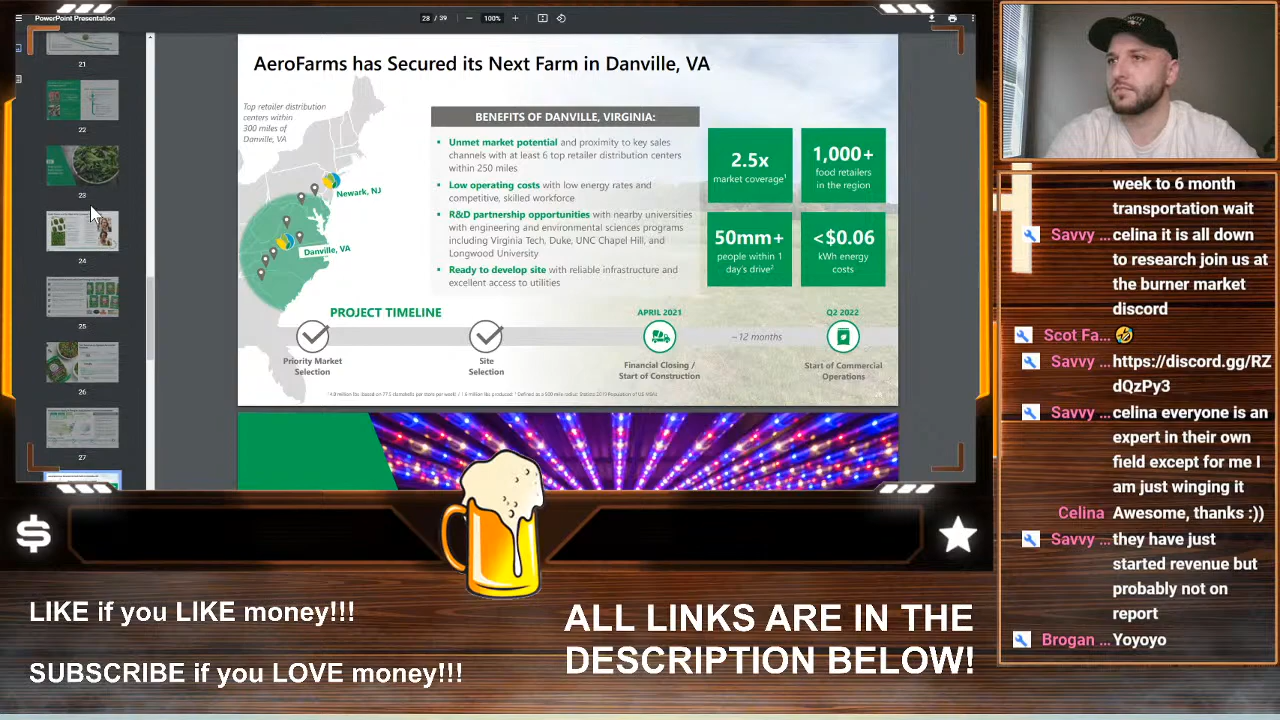 PowerPoint Presentation
28 / 39
100%
21
22
23
24
25
26
27
AeroFarms has Secured its Next Farm in Danville, VA
Top retailer distribution
centers within
300 miles of
Danville, VA
Newark, NJ
Danville, VA
BENEFITS OF DANVILLE, VIRGINIA:
Unmet market potential and proximity to key sales
channels with at least 6 top retailer distribution centers
within 250 miles
Low operating costs with low energy rates and
competitive, skilled workforce
R&D partnership opportunities with nearby universities
with engineering and environmental sciences programs
including Virginia Tech, Duke, UNC Chapel Hill, and
Longwood University
Ready to develop site with reliable infrastructure and
excellent access to utilities
2.5x
market coverage¹
1,000+
food retailers
in the region
50mm+
people within 1
day's drive²
<$0.06
kWh energy
costs
PROJECT TIMELINE
Priority Market
Selection
Site
Selection
APRIL 2021
Financial Closing /
Start of Construction
~12 months
Q2 2022
Start of Commercial
Operations
week to 6 month
transportation wait
Savvy ... celina it is all down
to research join us at
the burner market
discord
Scot Fa... 🤣
Savvy ... https://discord.gg/RZ
dQzPy3
Savvy ... celina everyone is an
expert in their own
field except for me I
am just winging it
Celina Awesome, thanks :))
Savvy ... they have just
started revenue but
probably not on
report
Brogan ... Yoyoyo
$
LIKE if you LIKE money!!!
SUBSCRIBE if you LOVE money!!!
ALL LINKS ARE IN THE
DESCRIPTION BELOW!